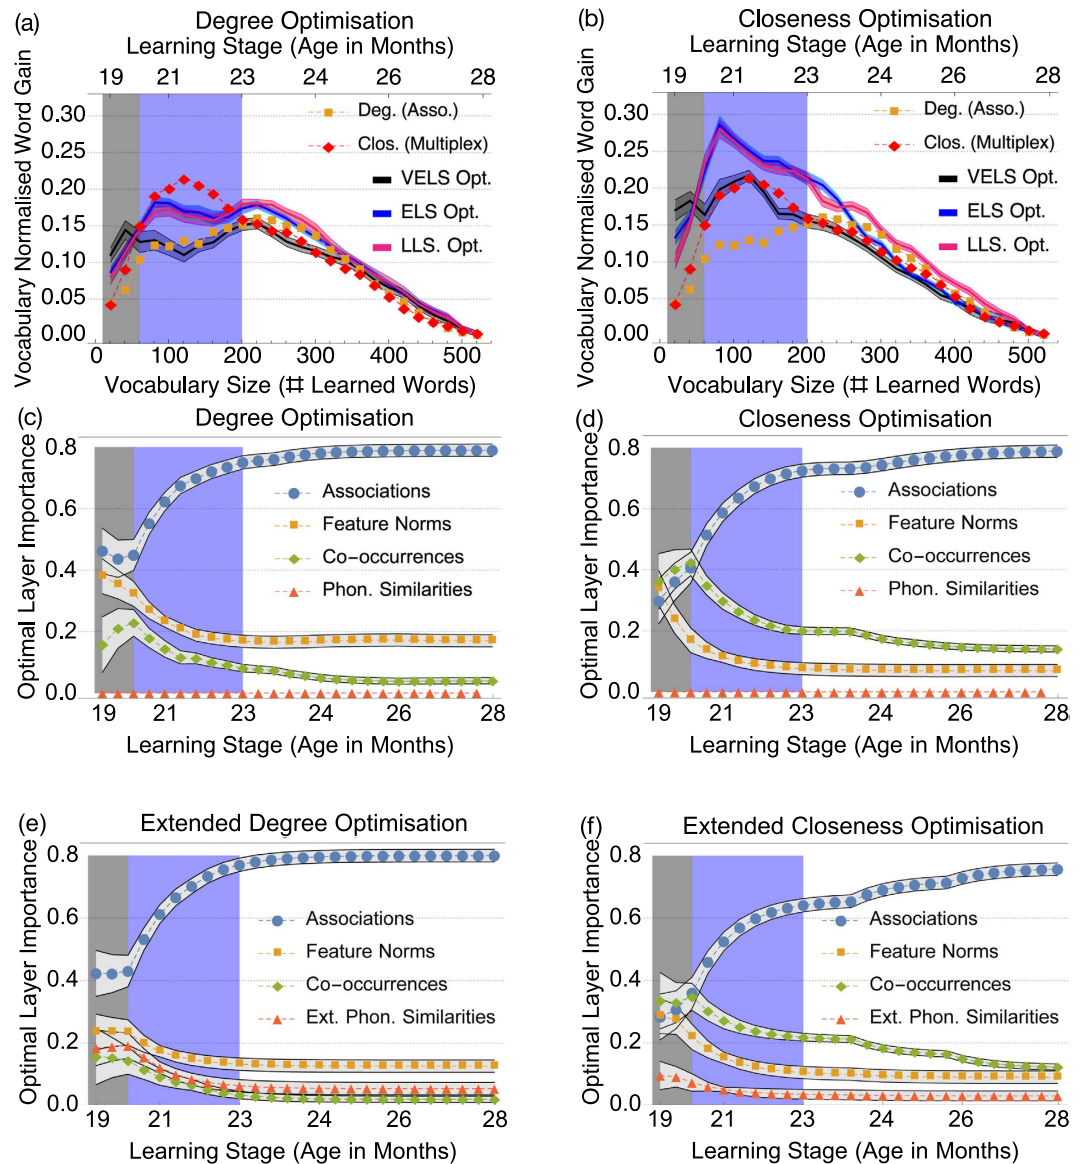 (a)
Degree Optimisation
Learning Stage (Age in Months)
19 21 23 24 26 28
Vocabulary Normalised Word Gain
0.30
0.25
0.20
0.15
0.10
0.05
0.00
Deg. (Asso.)
Clos. (Multiplex)
VELS Opt.
ELS Opt.
LLS. Opt.
0 100 200 300 400 500
Vocabulary Size (# Learned Words)
(b)
Closeness Optimisation
Learning Stage (Age in Months)
19 21 23 24 26 28
Vocabulary Normalised Word Gain
0.30
0.25
0.20
0.15
0.10
0.05
0.00
Deg. (Asso.)
Clos. (Multiplex)
VELS Opt.
ELS Opt.
LLS. Opt.
0 100 200 300 400 500
Vocabulary Size (# Learned Words)
(c)
Degree Optimisation
Optimal Layer Importance
0.8
0.6
0.4
0.2
0.0
Associations
Feature Norms
Co-occurrences
Phon. Similarities
19 21 23 24 26 28
Learning Stage (Age in Months)
(d)
Closeness Optimisation
Optimal Layer Importance
0.8
0.6
0.4
0.2
0.0
Associations
Feature Norms
Co-occurrences
Phon. Similarities
19 21 23 24 26 28
Learning Stage (Age in Months)
(e)
Extended Degree Optimisation
Optimal Layer Importance
0.8
0.6
0.4
0.2
0.0
Associations
Feature Norms
Co-occurrences
Ext. Phon. Similarities
19 21 23 24 26 28
Learning Stage (Age in Months)
(f)
Extended Closeness Optimisation
Optimal Layer Importance
0.8
0.6
0.4
0.2
0.0
Associations
Feature Norms
Co-occurrences
Ext. Phon. Similarities
19 21 23 24 26 28
Learning Stage (Age in Months)